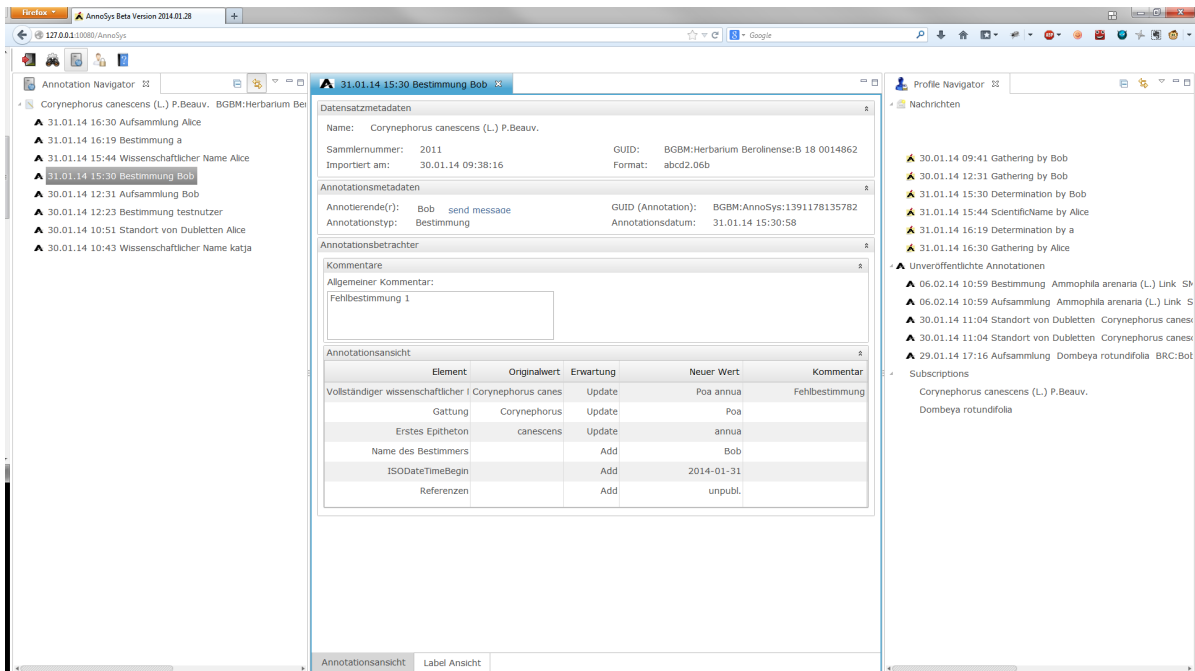 Firefox
AnnoSys Beta Version 2014.01.28
127.0.0.1:10080/AnnoSys
Google
Annotation Navigator
Corynephorus canescens (L.) P.Beauv. BGBM:Herbarium Ber
31.01.14 16:30 Aufsammlung Alice
31.01.14 16:19 Bestimmung a
31.01.14 15:44 Wissenschaftlicher Name Alice
31.01.14 15:30 Bestimmung Bob
30.01.14 12:31 Aufsammlung Bob
30.01.14 12:23 Bestimmung testnutzer
30.01.14 10:51 Standort von Dubletten Alice
30.01.14 10:43 Wissenschaftlicher Name katja
31.01.14 15:30 Bestimmung Bob
Datensatzmetadaten
Name: Corynephorus canescens (L.) P.Beauv.
Sammlernummer: 2011 GUID: BGBM:Herbarium Berolinense:B 18 0014862
Importiert am: 30.01.14 09:38:16 Format: abcd2.06b
Annotationsmetadaten
Annotierende(r): Bob send message GUID (Annotation): BGBM:AnnoSys:1391178135782
Annotationstyp: Bestimmung Annotationsdatum: 31.01.14 15:30:58
Annotationsbetrachter
Kommentare
Allgemeiner Kommentar:
Fehlbestimmung 1
Annotationsansicht
Element Originalwert Erwartung Neuer Wert Kommentar
Vollständiger wissenschaftlicher Corynephorus canes Update Poa annua Fehlbestimmung
Gattung Corynephorus Update Poa
Erstes Epitheton canescens Update annua
Name des Bestimmers Add Bob
ISODateTimeBegin Add 2014-01-31
Referenzen Add unpubl.
Annotationsansicht Label Ansicht
Profile Navigator
Nachrichten
30.01.14 09:41 Gathering by Bob
30.01.14 12:31 Gathering by Bob
31.01.14 15:30 Determination by Bob
31.01.14 15:44 ScientificName by Alice
31.01.14 16:19 Determination by a
31.01.14 16:30 Gathering by Alice
Unveröffentlichte Annotationen
06.02.14 10:59 Bestimmung Ammophila arenaria (L.) Link SM
06.02.14 10:59 Aufsammlung Ammophila arenaria (L.) Link S
30.01.14 11:04 Standort von Dubletten Corynephorus canesc
30.01.14 11:04 Standort von Dubletten Corynephorus canesc
29.01.14 17:16 Aufsammlung Dombeya rotundifolia BRC:Bot
Subscriptions
Corynephorus canescens (L.) P.Beauv.
Dombeya rotundifolia